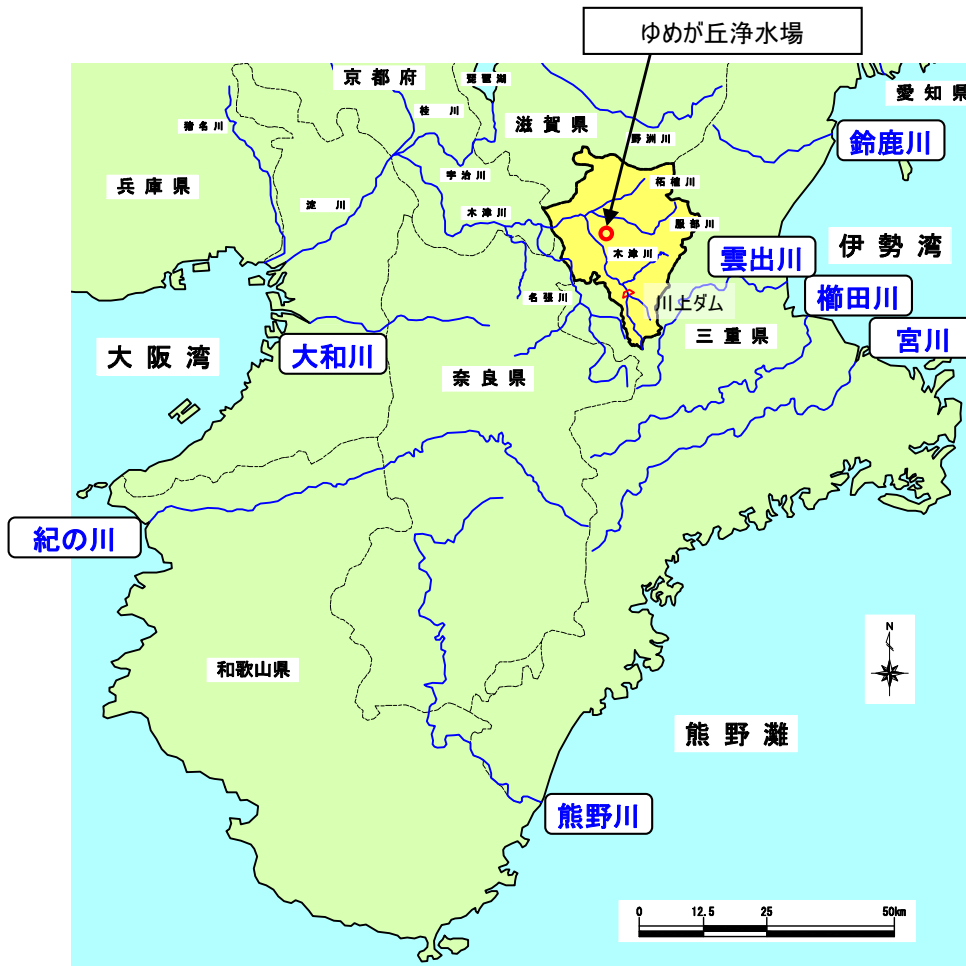 ゆめが丘浄水場
京都府
琵琶湖
愛知県
桂川
滋賀県
猪名川
野洲川
鈴鹿川
兵庫県
宇治川
柘植川
淀川
木津川
服部川
伊勢湾
木津川
雲出川
名張川
川上ダム
櫛田川
三重県
宮川
大阪湾
大和川
奈良県
紀の川
N
和歌山県
熊野灘
熊野川
0 12.5 25 50km